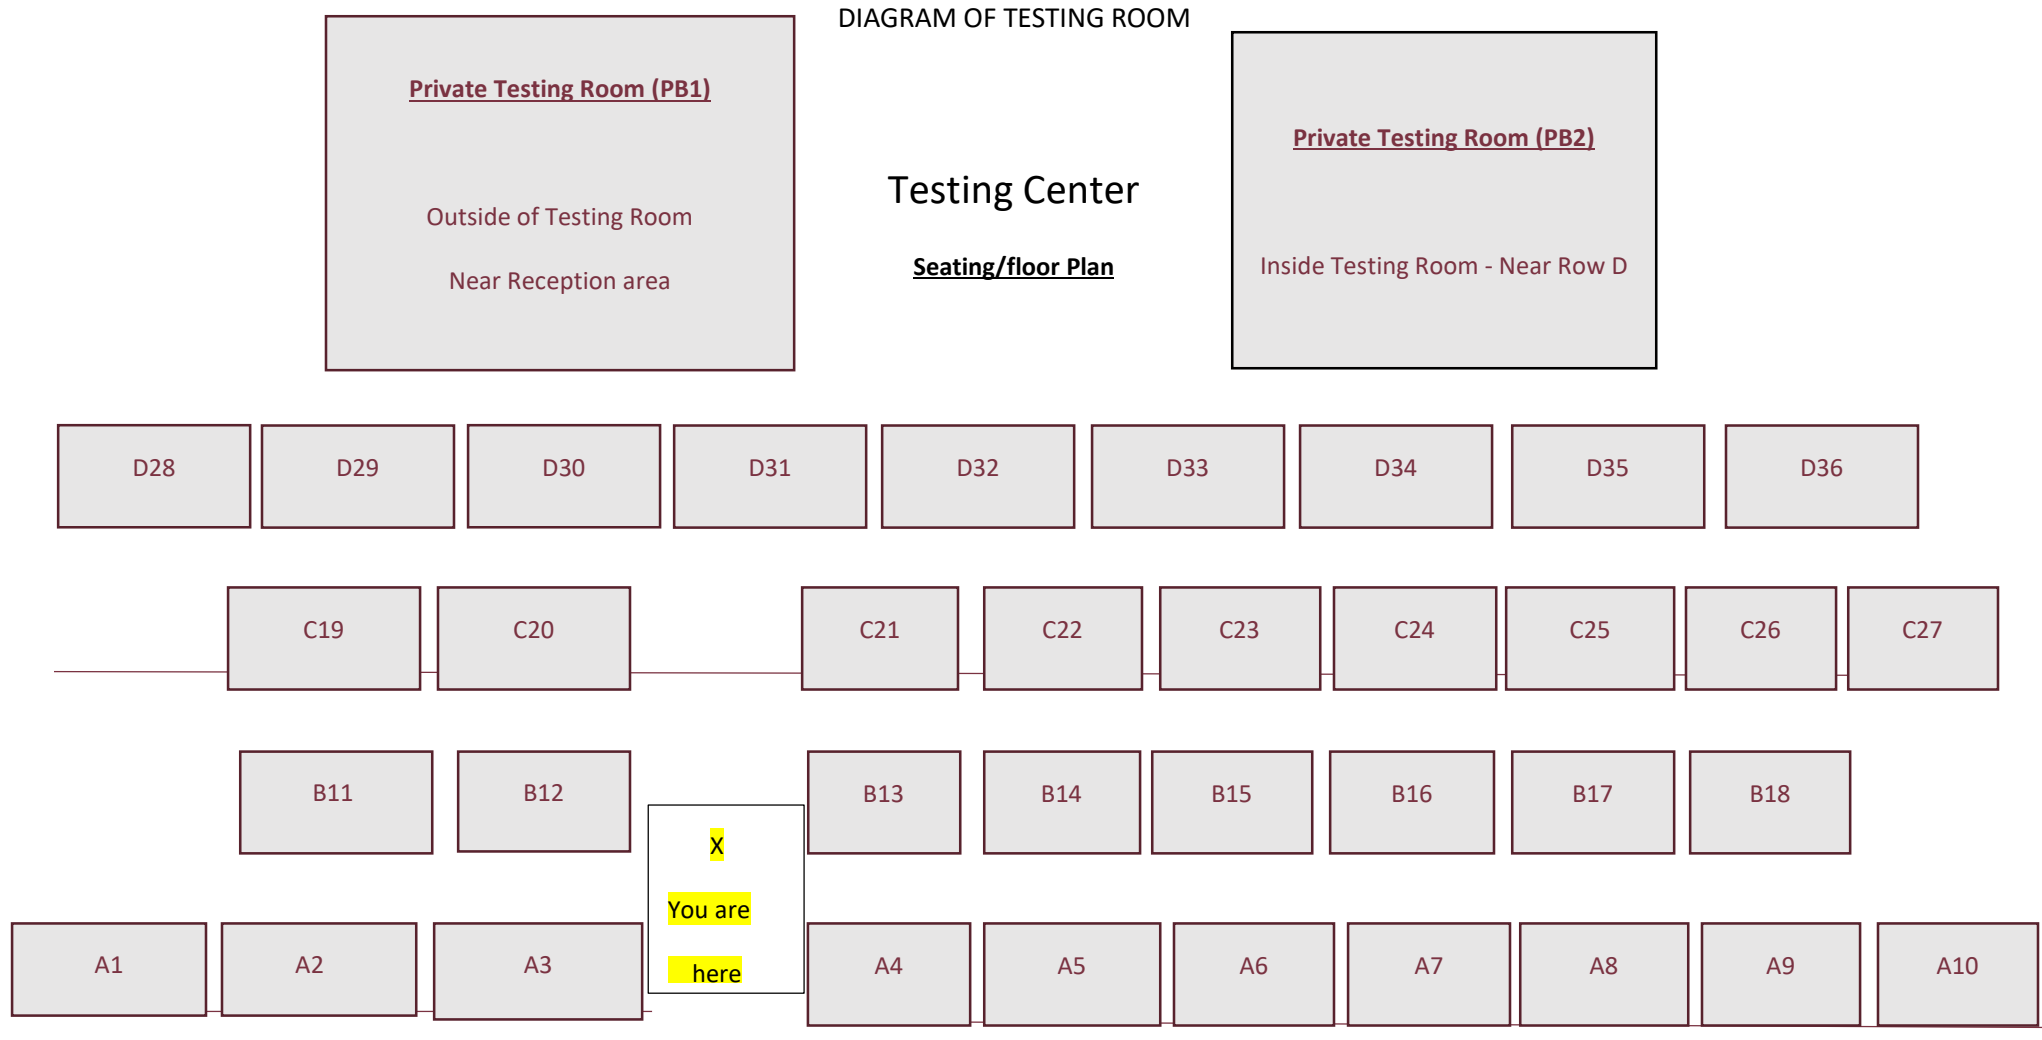 DIAGRAM OF TESTING ROOM
Private Testing Room (PB1)
Outside of Testing Room
Near Reception area
Testing Center
Seating/floor Plan
Private Testing Room (PB2)
Inside Testing Room - Near Row D
D28 D29 D30 D31 D32 D33 D34 D35 D36
C19 C20 C21 C22 C23 C24 C25 C26 C27
B11 B12 B13 B14 B15 B16 B17 B18
X
You are
here
A1 A2 A3 A4 A5 A6 A7 A8 A9 A10